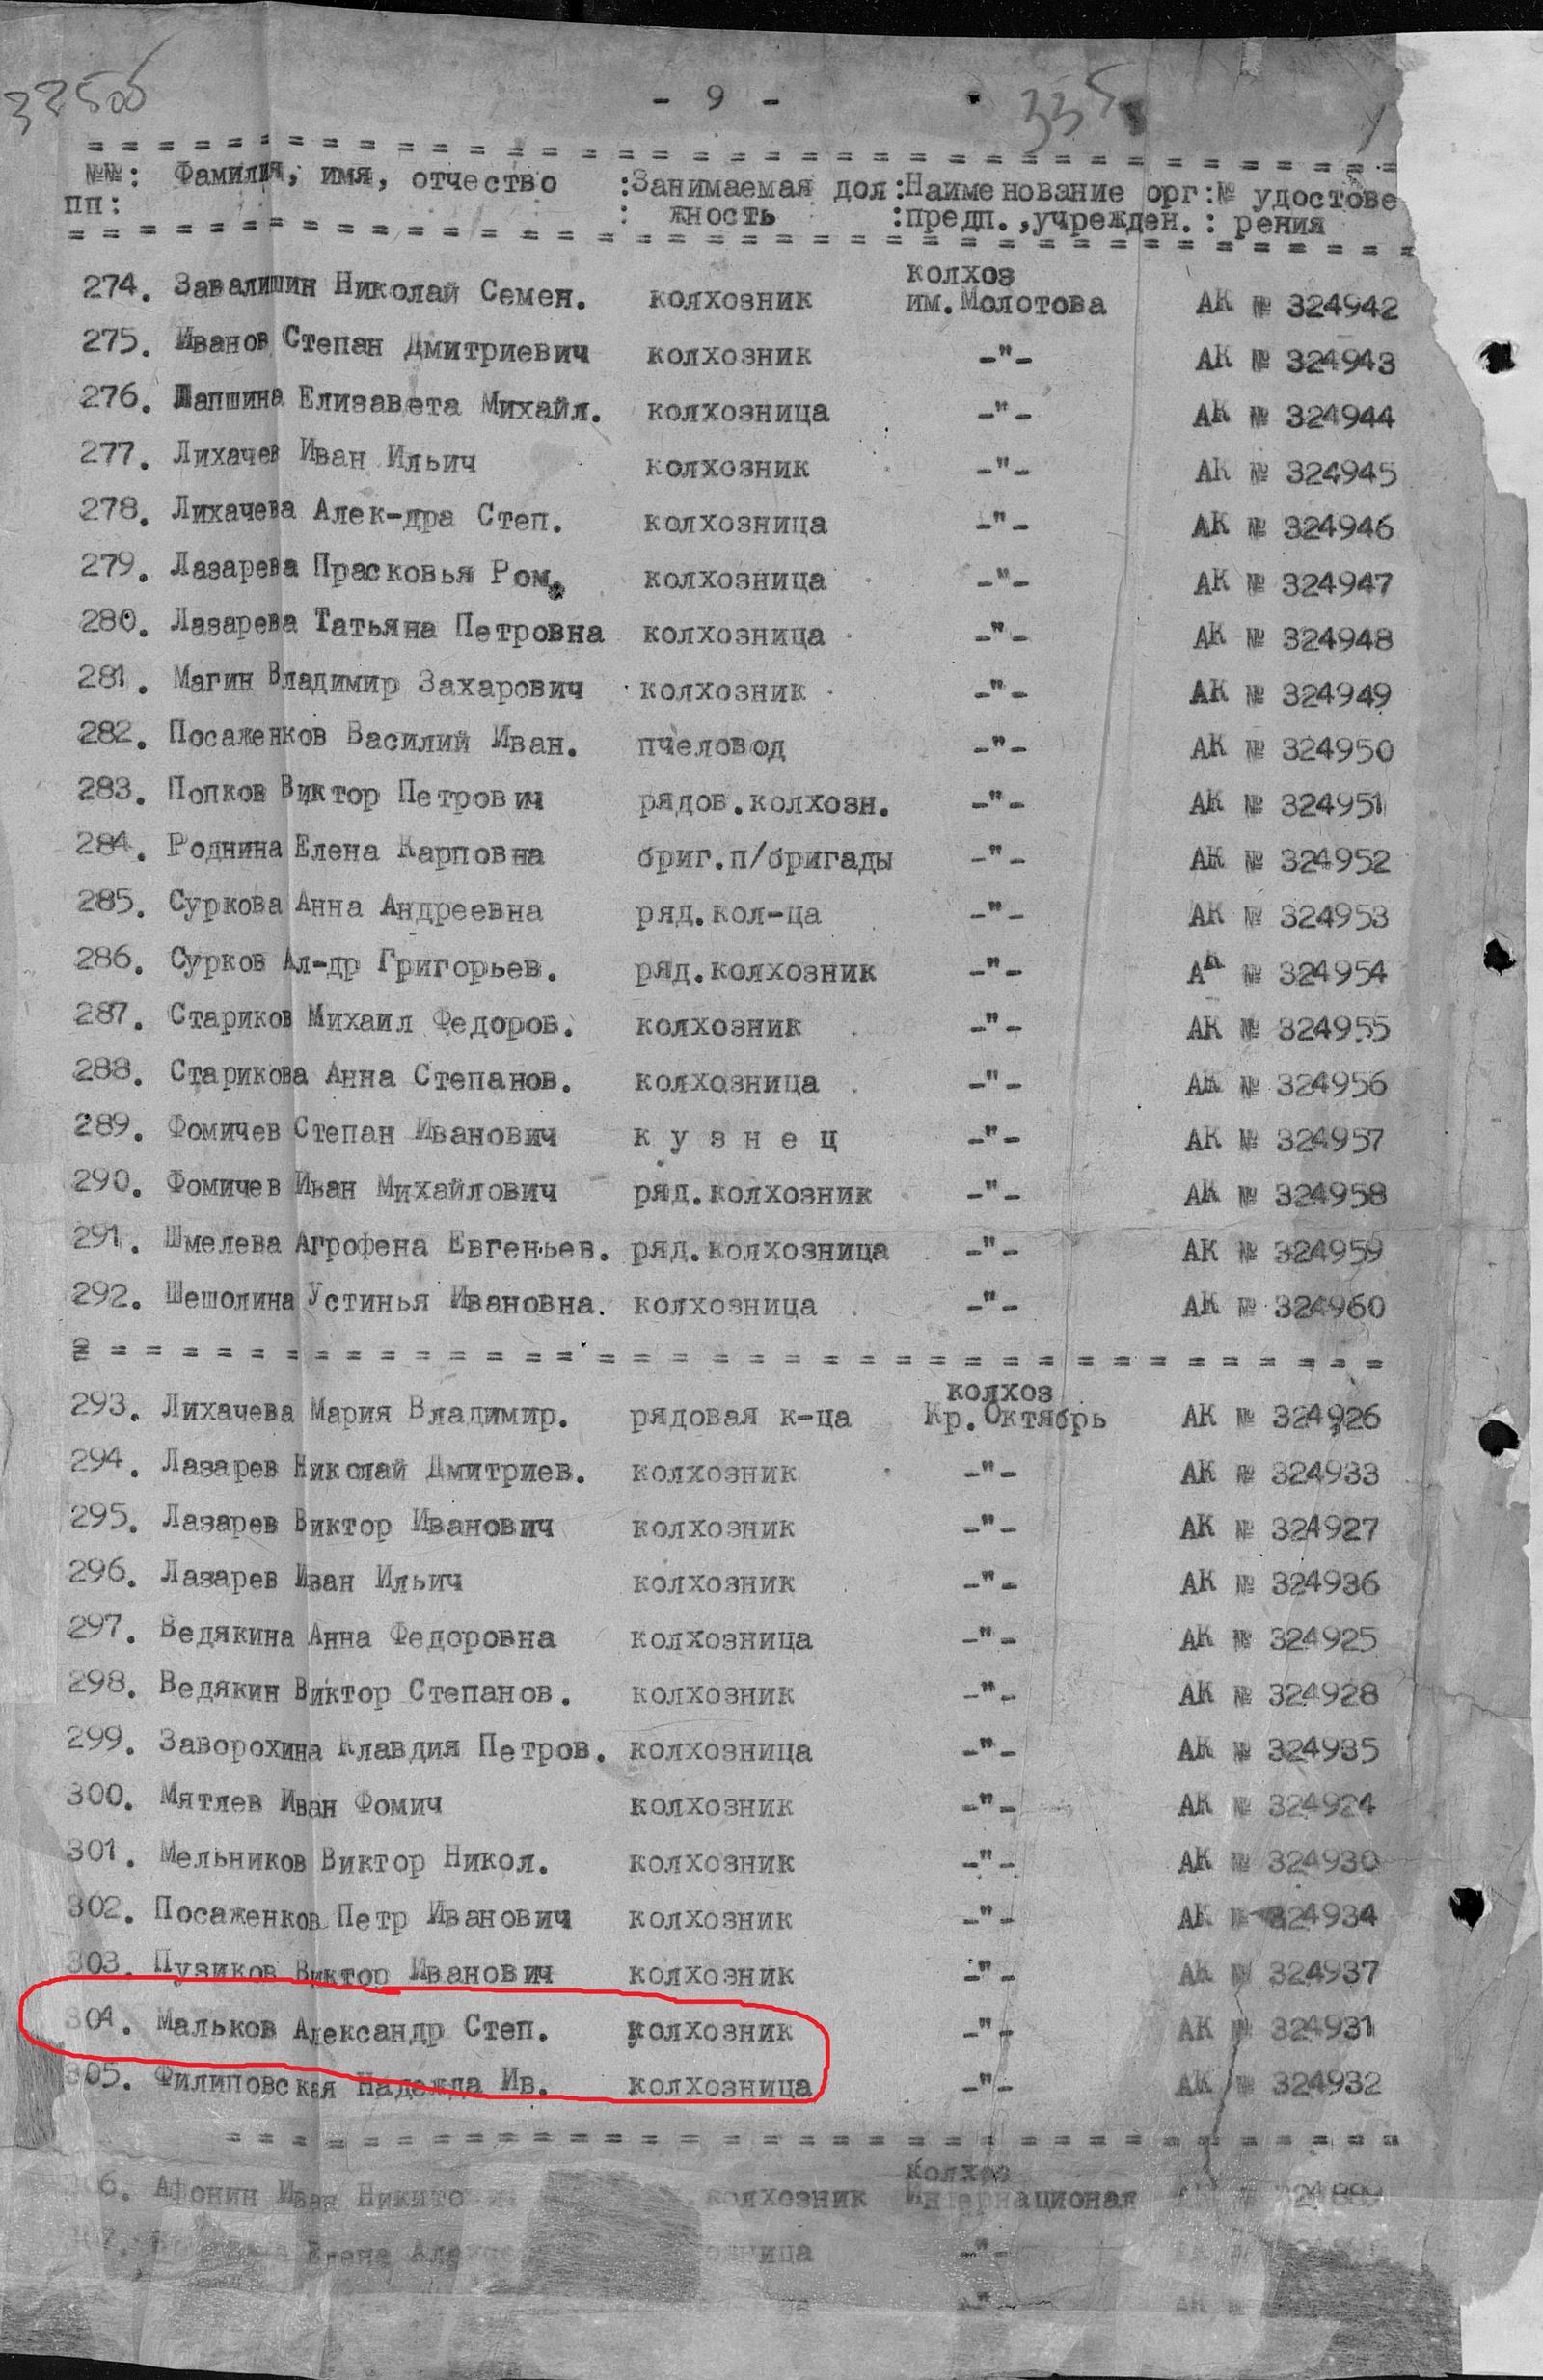 325об
- 9 -
335
№№: Фамилия, имя, отчество :Занимаемая дол:Наименование орг:№ удостове
пп: : жность :предп.,учрежден. : рения
колхоз
274. Завалишин Николай Семен. колхозник им.Молотова АК № 324942
275. Иванов Степан Дмитриевич колхозник -"- АК № 324943
276. Лапшина Елизавета Михайл. колхозница -"- АК № 324944
277. Лихачев Иван Ильич колхозник -"- АК № 324945
278. Лихачева Алек-дра Степ. колхозница -"- АК № 324946
279. Лазарева Прасковья Ром. колхозница -"- АК № 324947
280. Лазарева Татьяна Петровна колхозница -"- АК № 324948
281. Магин Владимир Захарович колхозник -"- АК № 324949
282. Посаженков Василий Иван. пчеловод -"- АК № 324950
283. Попков Виктор Петрович рядов.колхозн. -"- АК № 324951
284. Роднина Елена Карповна бриг.п/бригады -"- АК № 324952
285. Суркова Анна Андреевна ряд.кол-ца -"- АК № 324953
286. Сурков Ал-др Григорьев. ряд.колхозник -"- АК № 324954
287. Стариков Михаил Федоров. колхозник -"- АК № 324955
288. Старикова Анна Степанов. колхозница -"- АК № 324956
289. Фомичев Степан Иванович к у з н е ц -"- АК № 324957
290. Фомичев Иван Михайлович ряд.колхозник -"- АК № 324958
291. Шмелева Агрофена Евгеньев. ряд.колхозница -"- АК № 324959
292. Шешолина Устинья Ивановна. колхозница -"- АК № 324960
колхоз
293. Лихачева Мария Владимир. рядовая к-ца Кр.Октябрь АК № 324926
294. Лазарев Николай Дмитриев. колхозник -"- АК № 324933
295. Лазарев Виктор Иванович колхозник -"- АК № 324927
296. Лазарев Иван Ильич колхозник -"- АК № 324936
297. Ведякина Анна Федоровна колхозница -"- АК № 324925
298. Ведякин Виктор Степанов. колхозник -"- АК № 324928
299. Заворохина Клавдия Петров. колхозница -"- АК № 324935
300. Мятлев Иван Фомич колхозник -"- АК № 324924
301. Мельников Виктор Никол. колхозник -"- АК № 324930
302. Посаженков Петр Иванович колхозник -"- АК № 324934
303. Пузиков Виктор Иванович колхозник -"- АК № 324937
304. Мальков Александр Степ. колхозник -"- АК № 324931
305. Филиповская Надежда Ив. колхозница -"- АК № 324932
колхоз
Афонин Иван колхозник Интернационал
Елена -"-
-"-